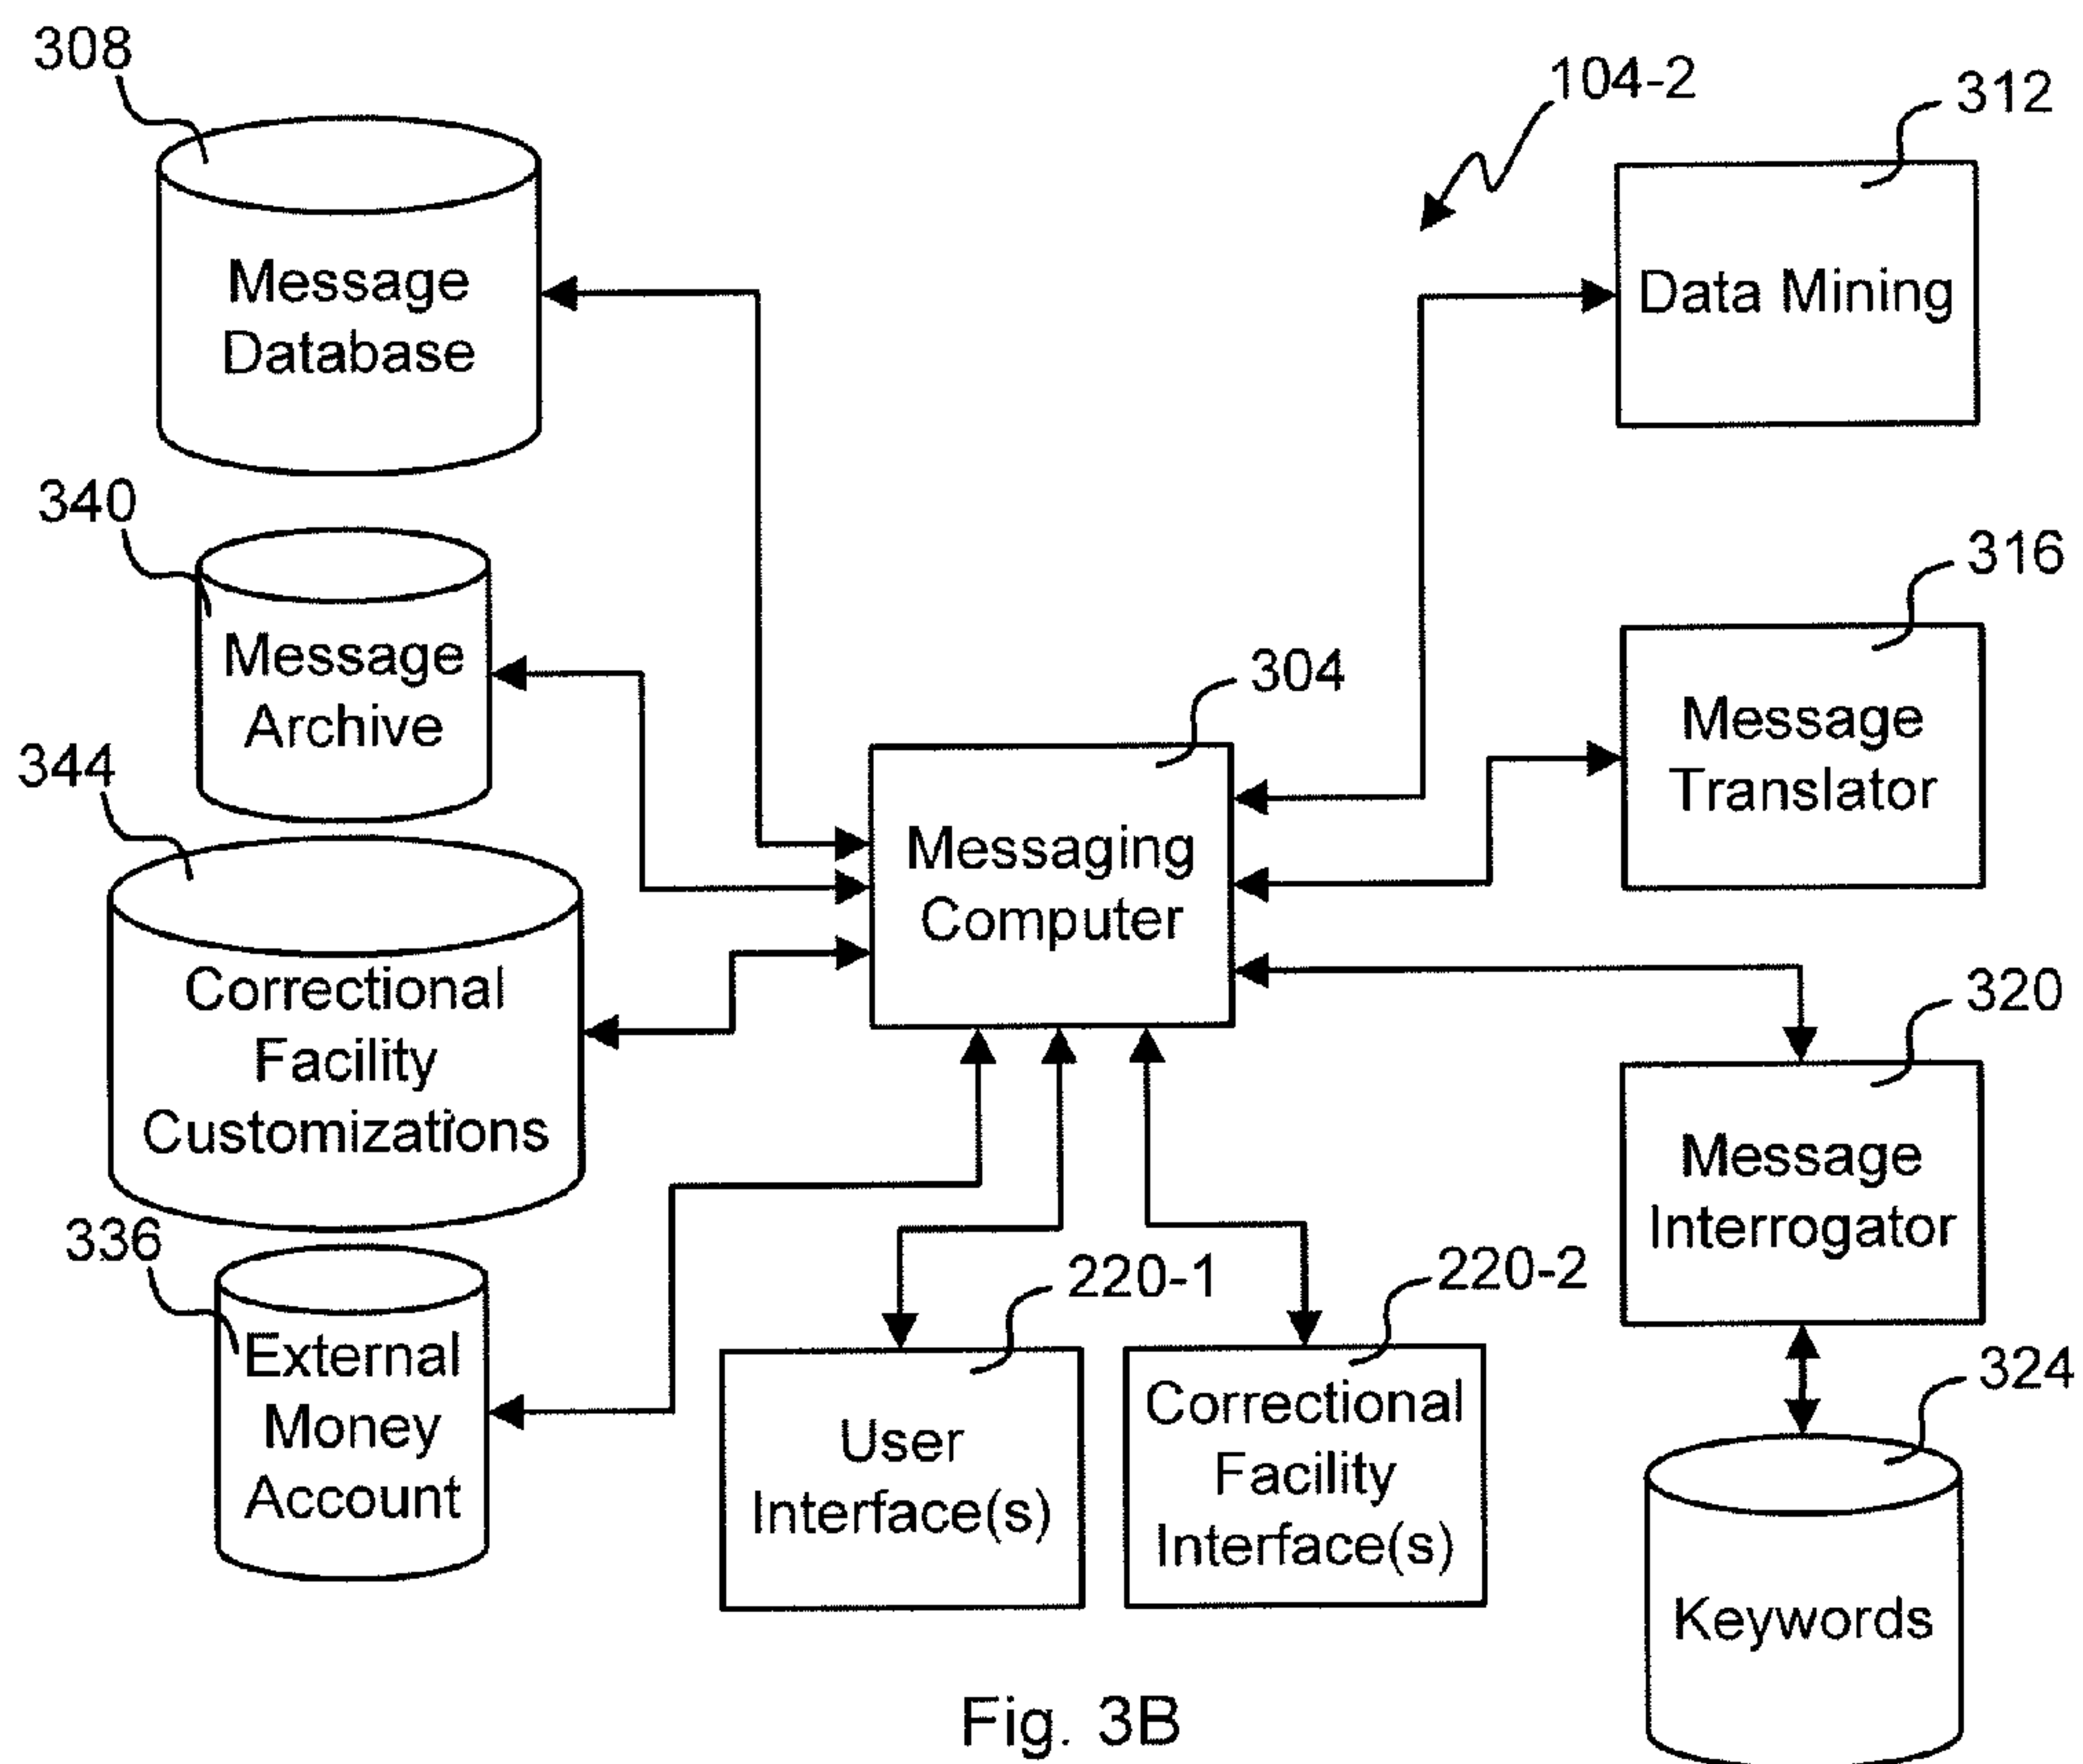 308
104-2
312
Message
Database
Data Mining
340
316
Message
Archive
304
Message
Translator
344
Messaging
Computer
Correctional
Facility
Customizations
320
Message
Interrogator
336
External
Money
Account
220-1
220-2
User
Interface(s)
Correctional
Facility
Interface(s)
324
Keywords
Fig. 3B